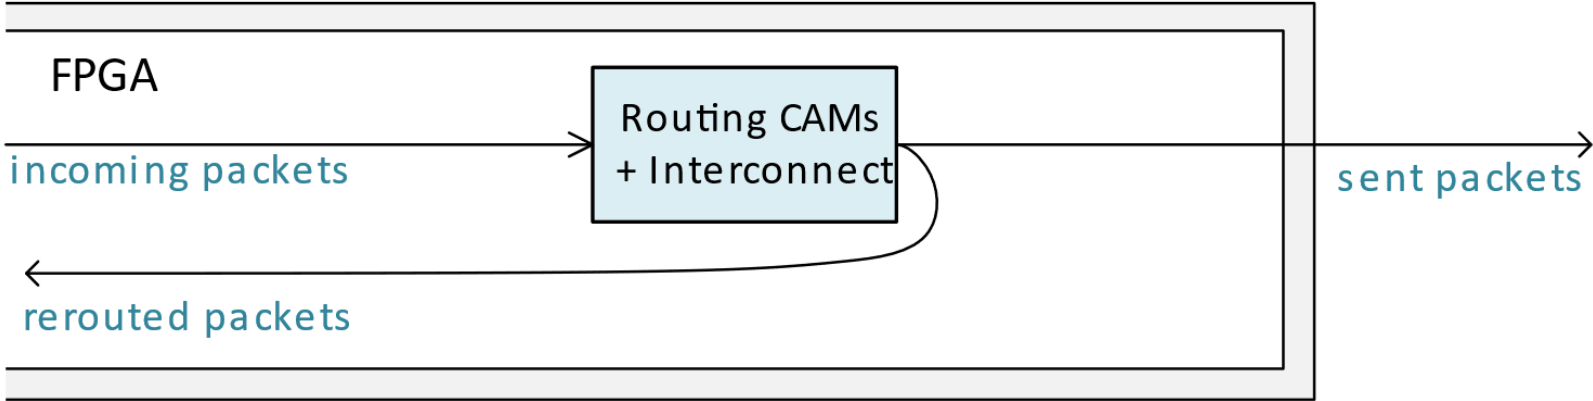 FPGA
Routing CAMs
+ Interconnect
incoming packets
sent packets
rerouted packets